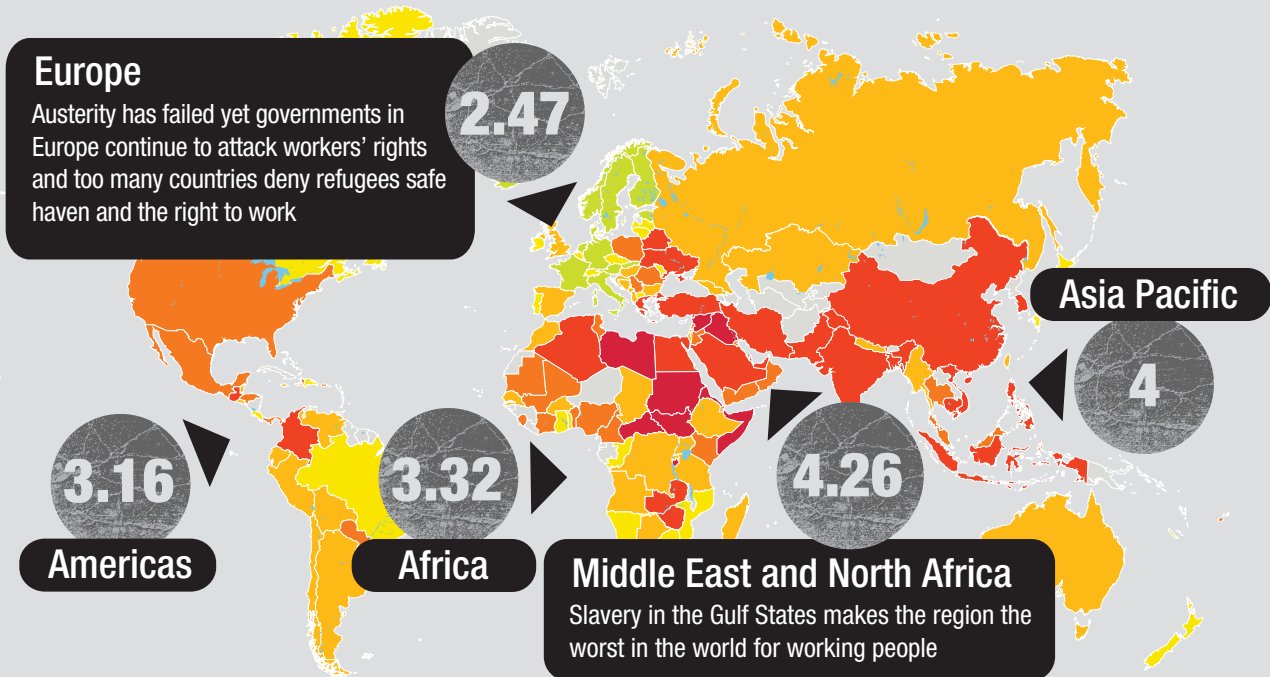 Europe
Austerity has failed yet governments in
Europe continue to attack workers’ rights
and too many countries deny refugees safe
haven and the right to work
2.47
Asia Pacific
4
3.16
Americas
3.32
Africa
4.26
Middle East and North Africa
Slavery in the Gulf States makes the region the
worst in the world for working people